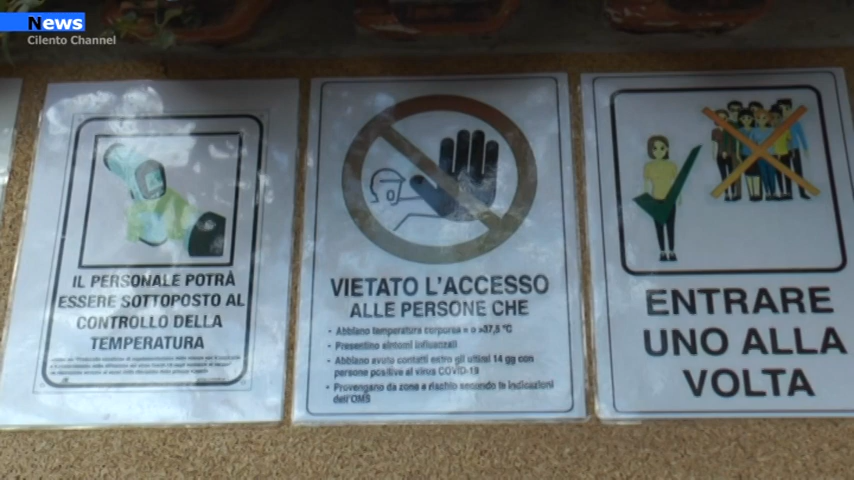 News
Cilento Channel
IL PERSONALE POTRÀ
ESSERE SOTTOPOSTO AL
CONTROLLO DELLA
TEMPERATURA
VIETATO L'ACCESSO
ALLE PERSONE CHE
- Abbiano temperatura corporea = o >37,5 °C
- Presentino sintomi influenzali
- Abbiano avuto contatti entro gli ultimi 14 gg con
persone positive al virus COVID-19
- Provengano da zone a rischio secondo le indicazioni
dell'OMS
ENTRARE
UNO ALLA
VOLTA